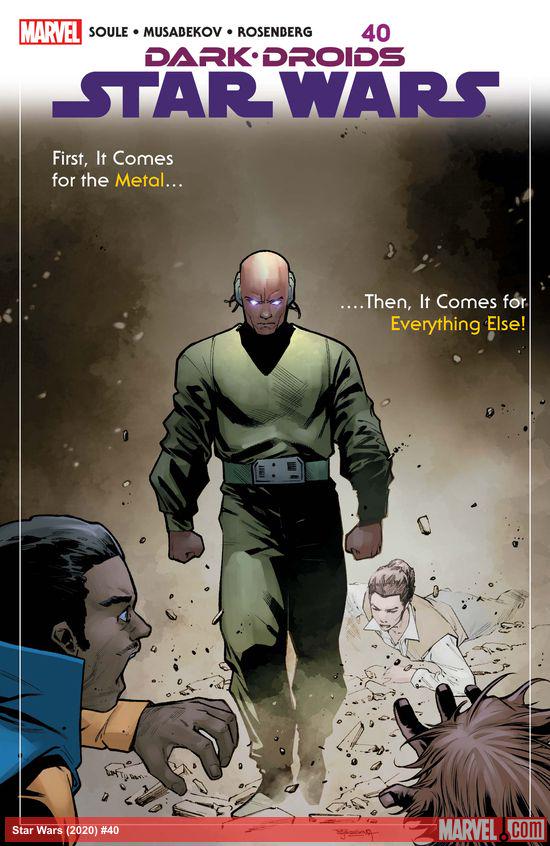 MARVEL
SOULE • MUSABEKOV • ROSENBERG
40
DARK•DROIDS
STAR WARS
First, It Comes
for the Metal...
....Then, It Comes for
Everything Else!
Star Wars (2020) #40
MARVEL.com